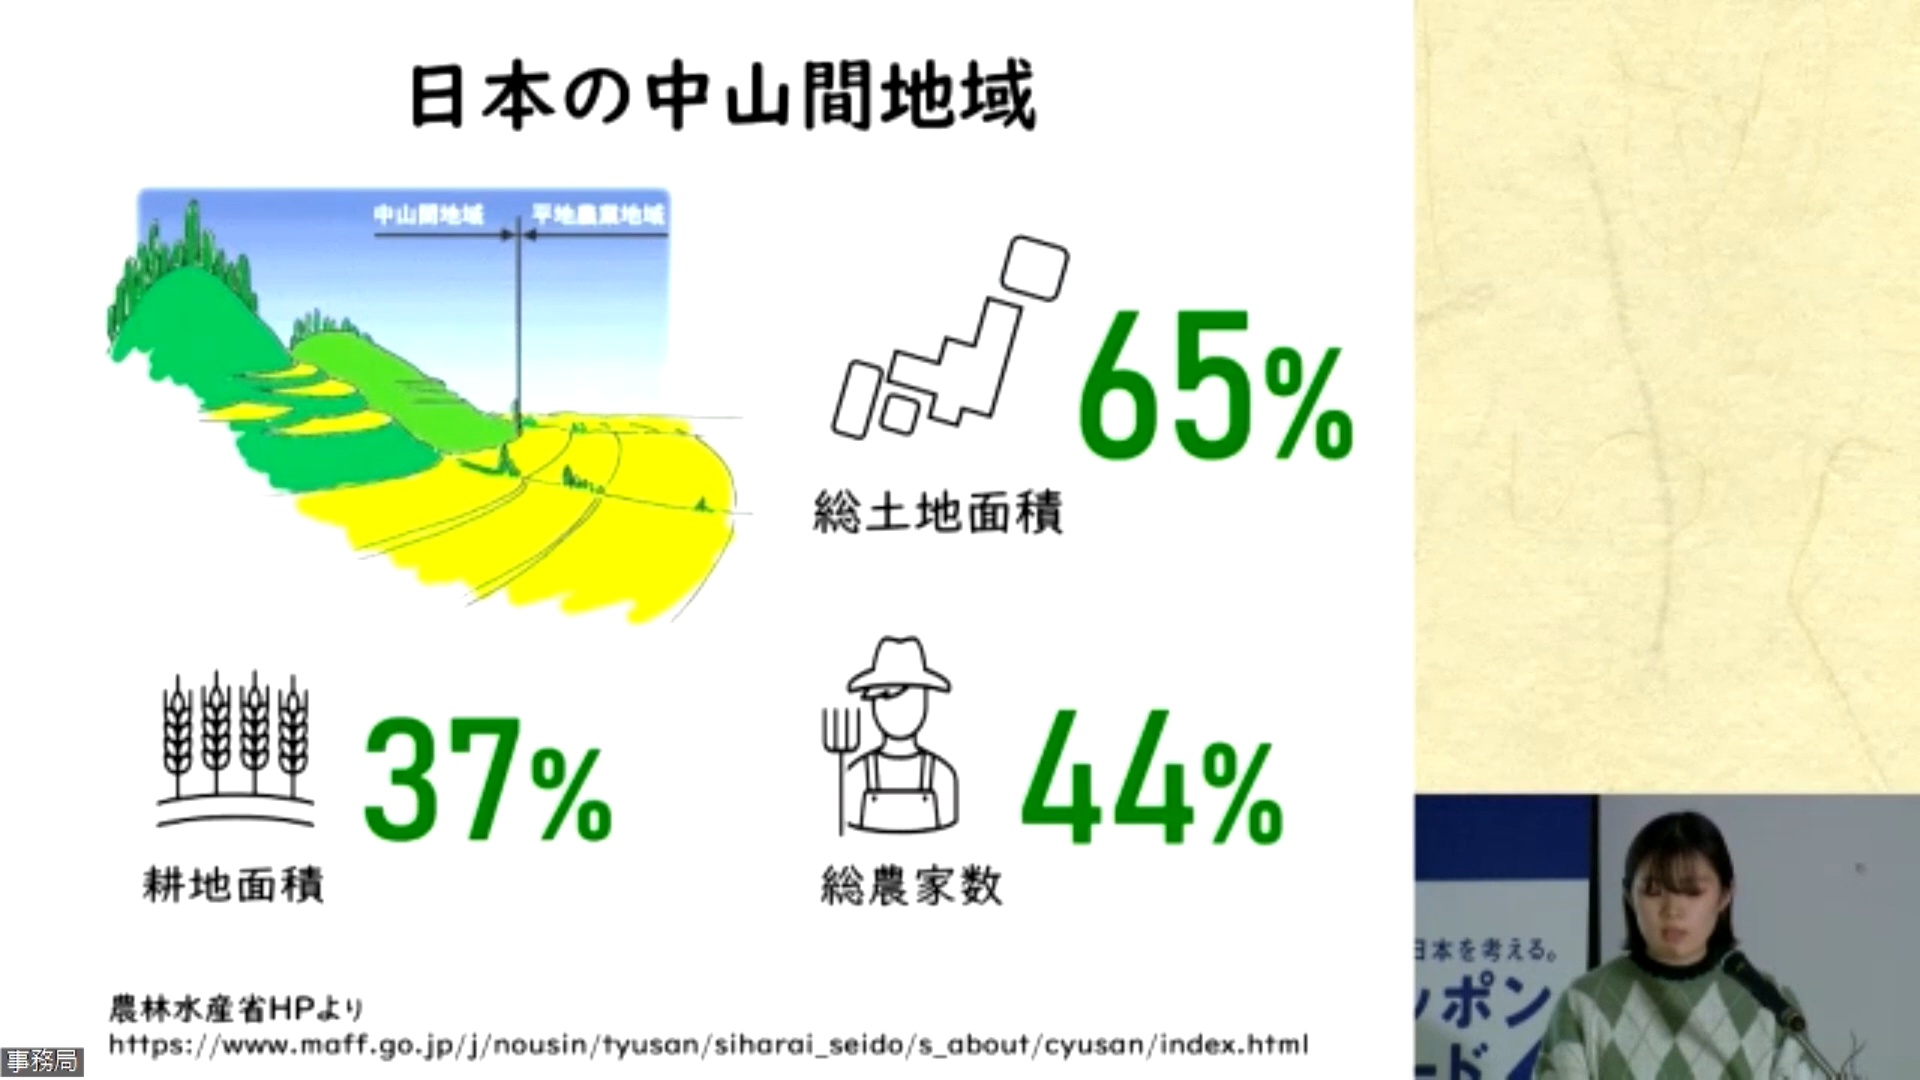 日本の中山間地域
中山間地域
平地農業地域
65%
総土地面積
37%
耕地面積
44%
総農家数
農林水産省HPより
https://www.maff.go.jp/j/nousin/tyusan/siharai_seido/s_about/cyusan/index.html
事務局
日本を考える。
ッポン
ード